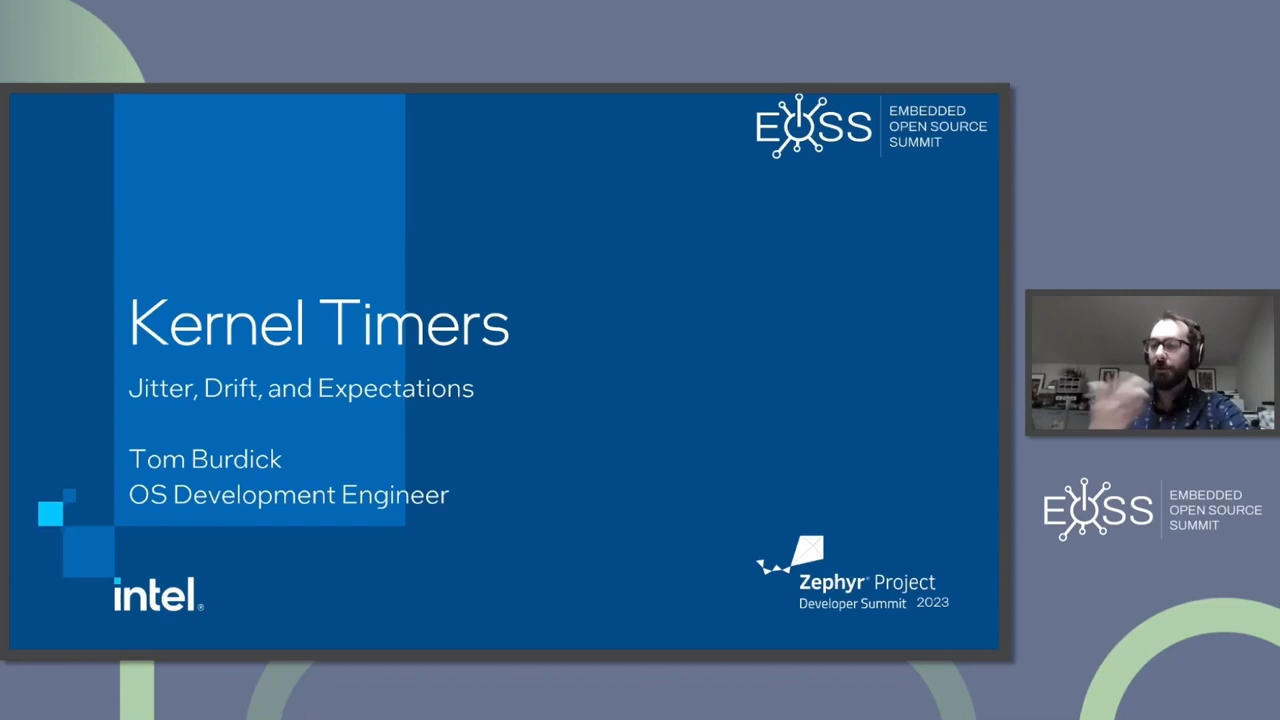 EOSS
EMBEDDED
OPEN SOURCE
SUMMIT
Kernel Timers
Jitter, Drift, and Expectations
Tom Burdick
OS Development Engineer
intel®
Zephyr® Project
Developer Summit 2023
EOSS
EMBEDDED
OPEN SOURCE
SUMMIT